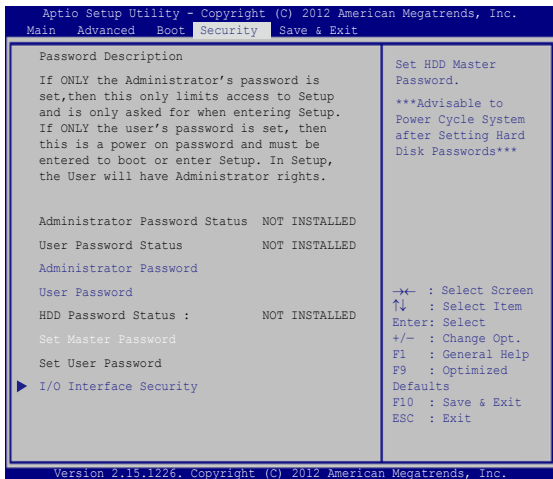 Aptio Setup Utility - Copyright (C) 2012 American Megatrends, Inc.
Main Advanced Boot Security Save & Exit
Password Description
If ONLY the Administrator's password is
set,then this only limits access to Setup
and is only asked for when entering Setup.
If ONLY the user's password is set, then
this is a power on password and must be
entered to boot or enter Setup. In Setup,
the User will have Administrator rights.
Administrator Password Status NOT INSTALLED
User Password Status NOT INSTALLED
Administrator Password
User Password
HDD Password Status : NOT INSTALLED
Set Master Password
Set User Password
I/O Interface Security
Set HDD Master
Password.
***Advisable to
Power Cycle System
after Setting Hard
Disk Passwords***
→← : Select Screen
↑↓ : Select Item
Enter: Select
+/— : Change Opt.
F1 : General Help
F9 : Optimized
Defaults
F10 : Save & Exit
ESC : Exit
Version 2.15.1226. Copyright (C) 2012 American Megatrends, Inc.